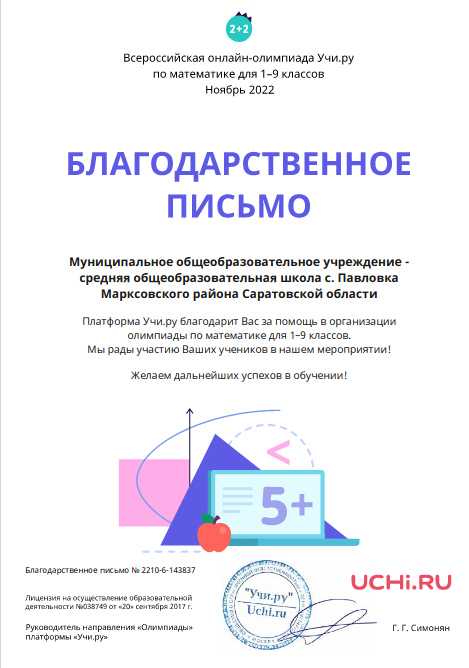 2+2
Всероссийская онлайн-олимпиада Учи.ру
по математике для 1–9 классов
Ноябрь 2022
БЛАГОДАРСТВЕННОЕ
ПИСЬМО
Муниципальное общеобразовательное учреждение -
средняя общеобразовательная школа с. Павловка
Марксовского района Саратовской области
Платформа Учи.ру благодарит Вас за помощь в организации
олимпиады по математике для 1–9 классов.
Мы рады участию Ваших учеников в нашем мероприятии!
Желаем дальнейших успехов в обучении!
<
5+
Благодарственное письмо № 2210-6-143837
Лицензия на осуществление образовательной
деятельности №038749 от «20» сентября 2017 г.
Руководитель направления «Олимпиады»
платформы «Учи.ру»
"Учи.ру"
Uchi.ru
UCHi.RU
Г. Г. Симонян